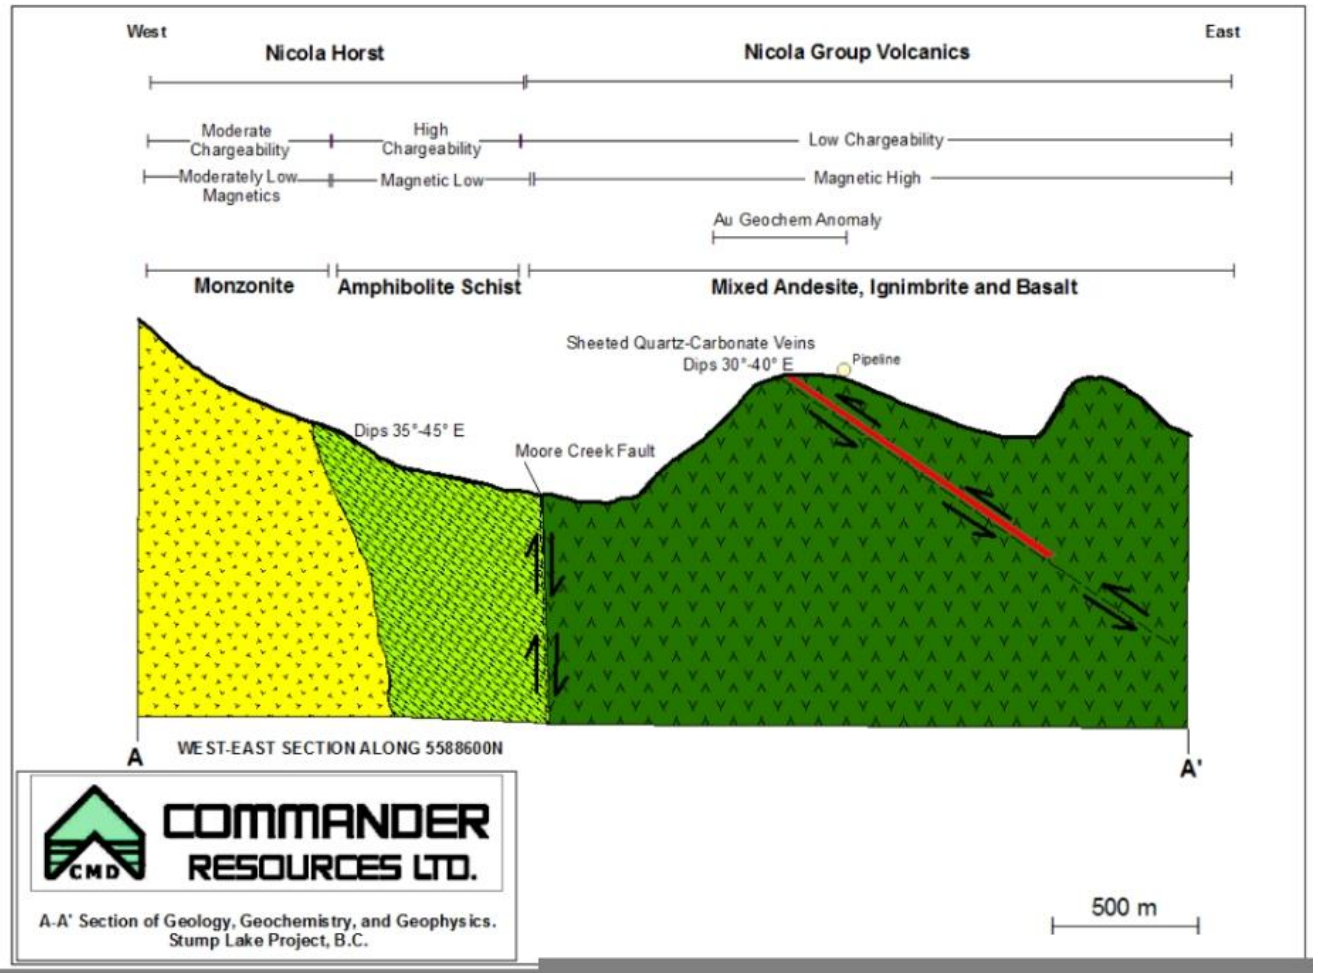 West
East
Nicola Horst
Nicola Group Volcanics
Moderate
Chargeability
High
Chargeability
Low Chargeability
Moderately Low
Magnetics
Magnetic Low
Magnetic High
Au Geochem Anomaly
Monzonite
Amphibolite Schist
Mixed Andesite, Ignimbrite and Basalt
Sheeted Quartz-Carbonate Veins
Dips 30°-40° E
Pipeline
Dips 35°-45° E
Moore Creek Fault
A
WEST-EAST SECTION ALONG 5588600N
A'
CMD
COMMANDER
RESOURCES LTD.
A-A' Section of Geology, Geochemistry, and Geophysics.
Stump Lake Project, B.C.
500 m